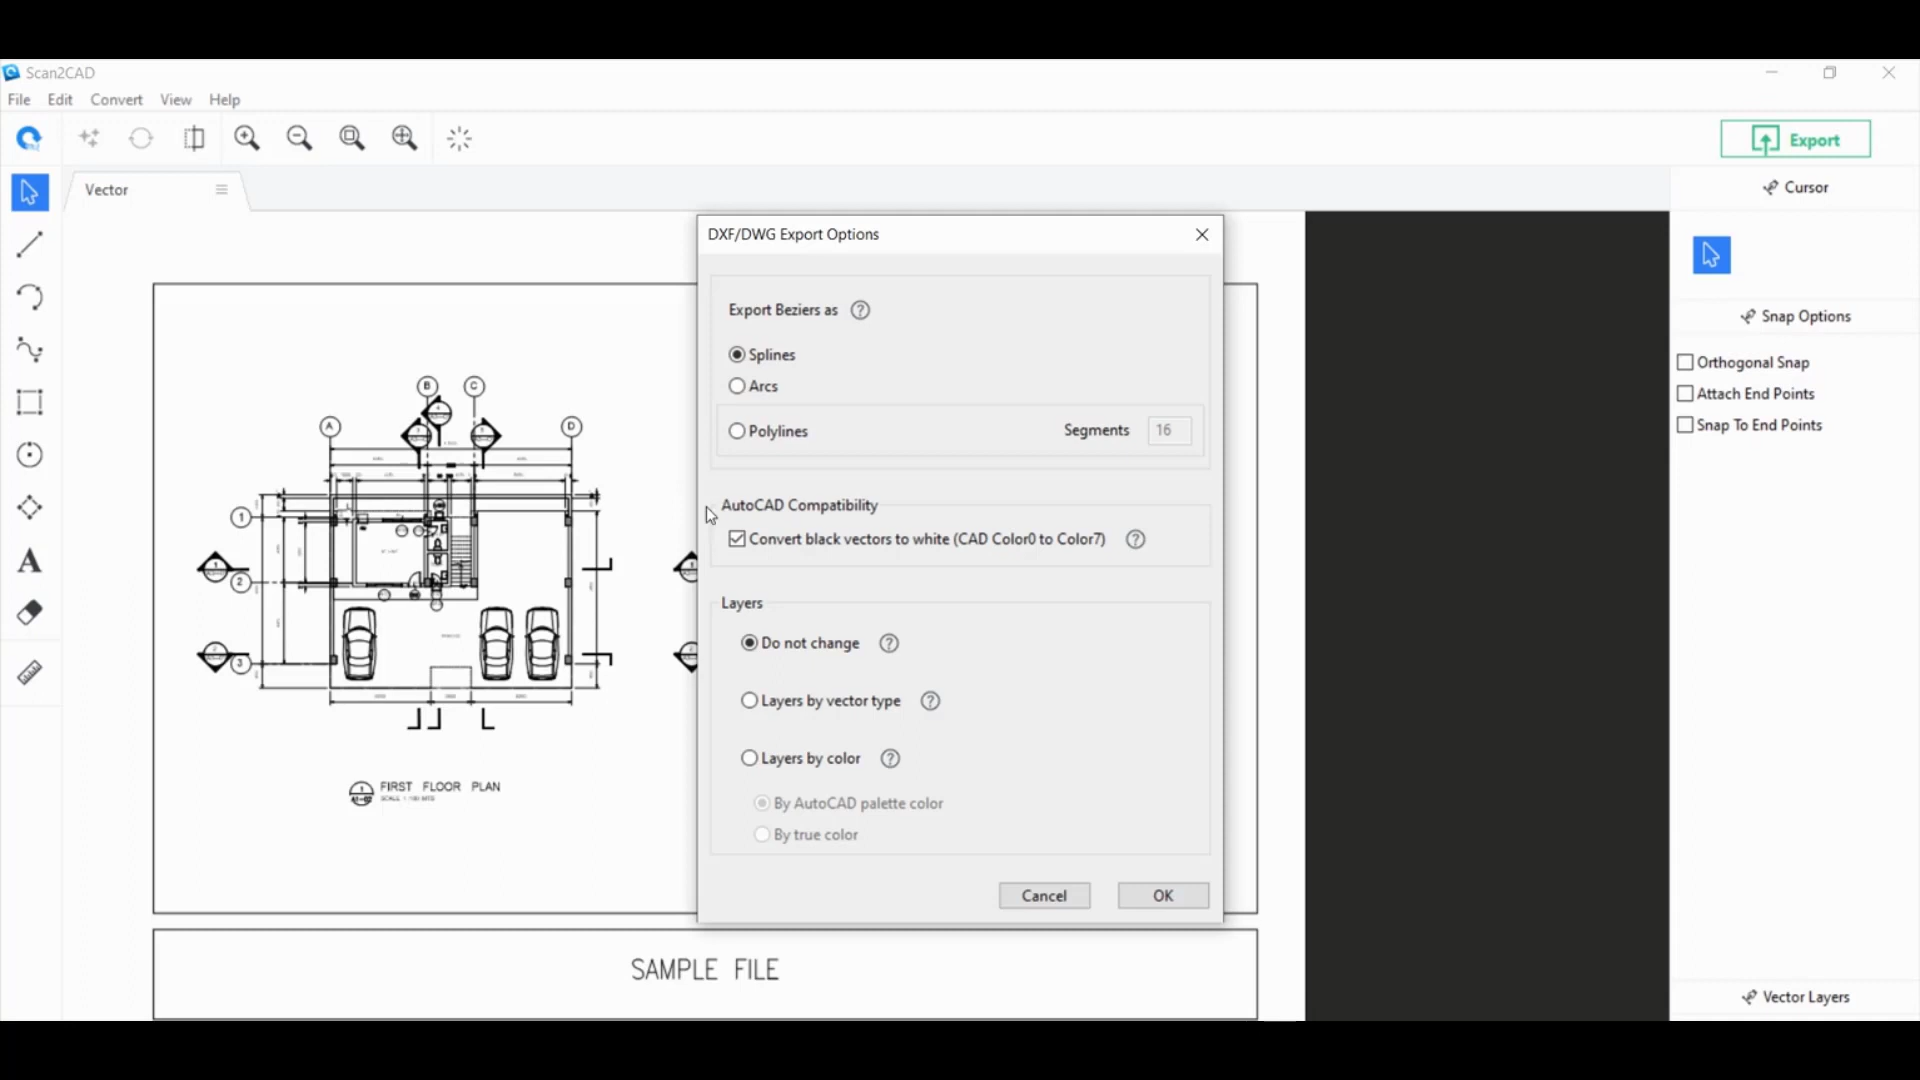 Scan2CAD
File Edit Convert View Help
Export
Vector
Cursor
DXF/DWG Export Options
Export Beziers as ?
Splines
Arcs
Polylines Segments 16
AutoCAD Compatibility
Convert black vectors to white (CAD Color0 to Color7) ?
Layers
Do not change ?
Layers by vector type ?
Layers by color ?
By AutoCAD palette color
By true color
Cancel OK
Snap Options
Orthogonal Snap
Attach End Points
Snap To End Points
Vector Layers
A
B C
A D
1
2
3
1
FIRST FLOOR PLAN
SAMPLE FILE